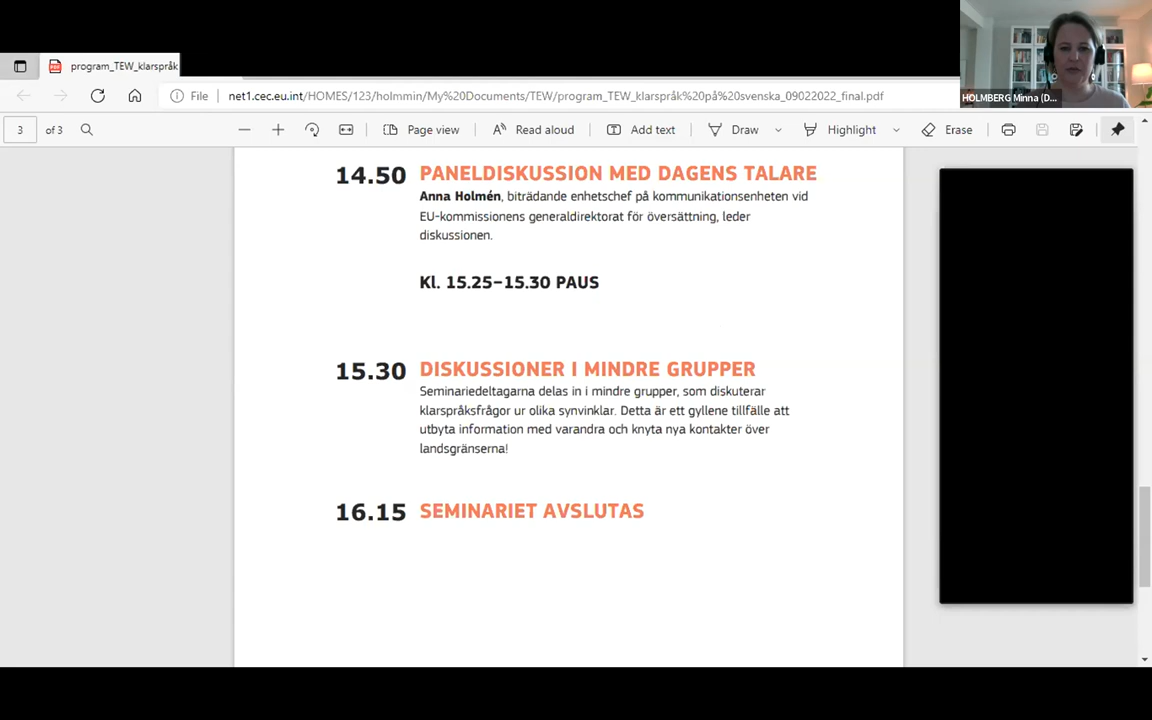 program_TEW_klarspråk
File net1.cec.eu.int/HOMES/123/holmmin/My%20Documents/TEW/program_TEW_klarspråk%20på%20svenska_09022022_final.pdf
HOLMBERG Minna (D...
3 of 3 Page view Read aloud Add text Draw Highlight Erase
14.50 PANELDISKUSSION MED DAGENS TALARE
Anna Holmén, biträdande enhetschef på kommunikationsenheten vid
EU-kommissionens generaldirektorat för översättning, leder
diskussionen.
Kl. 15.25–15.30 PAUS
15.30 DISKUSSIONER I MINDRE GRUPPER
Seminariedeltagarna delas in i mindre grupper, som diskuterar
klarspråksfrågor ur olika synvinklar. Detta är ett gyllene tillfälle att
utbyta information med varandra och knyta nya kontakter över
landsgränserna!
16.15 SEMINARIET AVSLUTAS